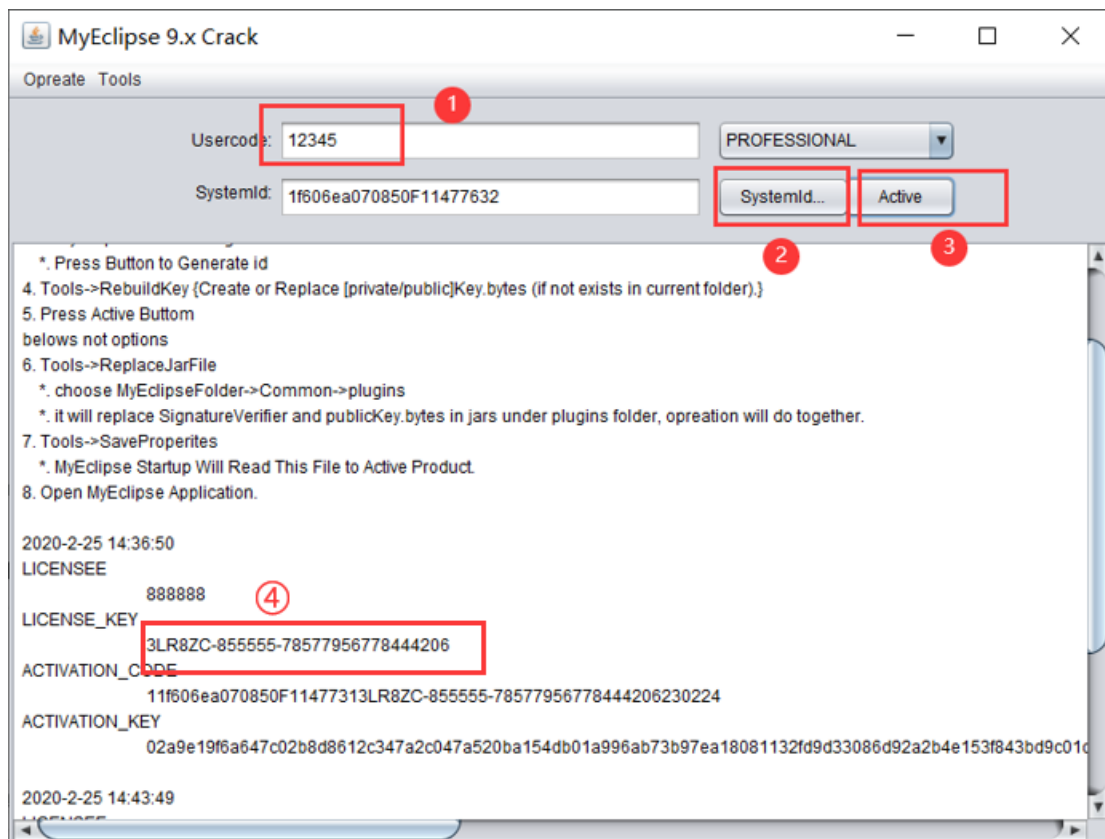 MyEclipse 9.x Crack
Opreate Tools
1
Usercode: 12345 PROFESSIONAL
SystemId: 1f606ea070850F11477632 SystemId... Active
2 3
*. Press Button to Generate id
4. Tools->RebuildKey {Create or Replace [private/public]Key.bytes (if not exists in current folder).}
5. Press Active Buttom
belows not options
6. Tools->ReplaceJarFile
*. choose MyEclipseFolder->Common->plugins
*. it will replace SignatureVerifier and publicKey.bytes in jars under plugins folder, opreation will do together.
7. Tools->SaveProperites
*. MyEclipse Startup Will Read This File to Active Product.
8. Open MyEclipse Application.
2020-2-25 14:36:50
LICENSEE
888888
④
LICENSE_KEY
3LR8ZC-855555-78577956778444206
ACTIVATION_CODE
11f606ea070850F11477313LR8ZC-855555-78577956778444206230224
ACTIVATION_KEY
02a9e19f6a647c02b8d8612c347a2c047a520ba154db01a996ab73b97ea18081132fd9d33086d92a2b4e153f843bd9c01c
2020-2-25 14:43:49
LICENSEE